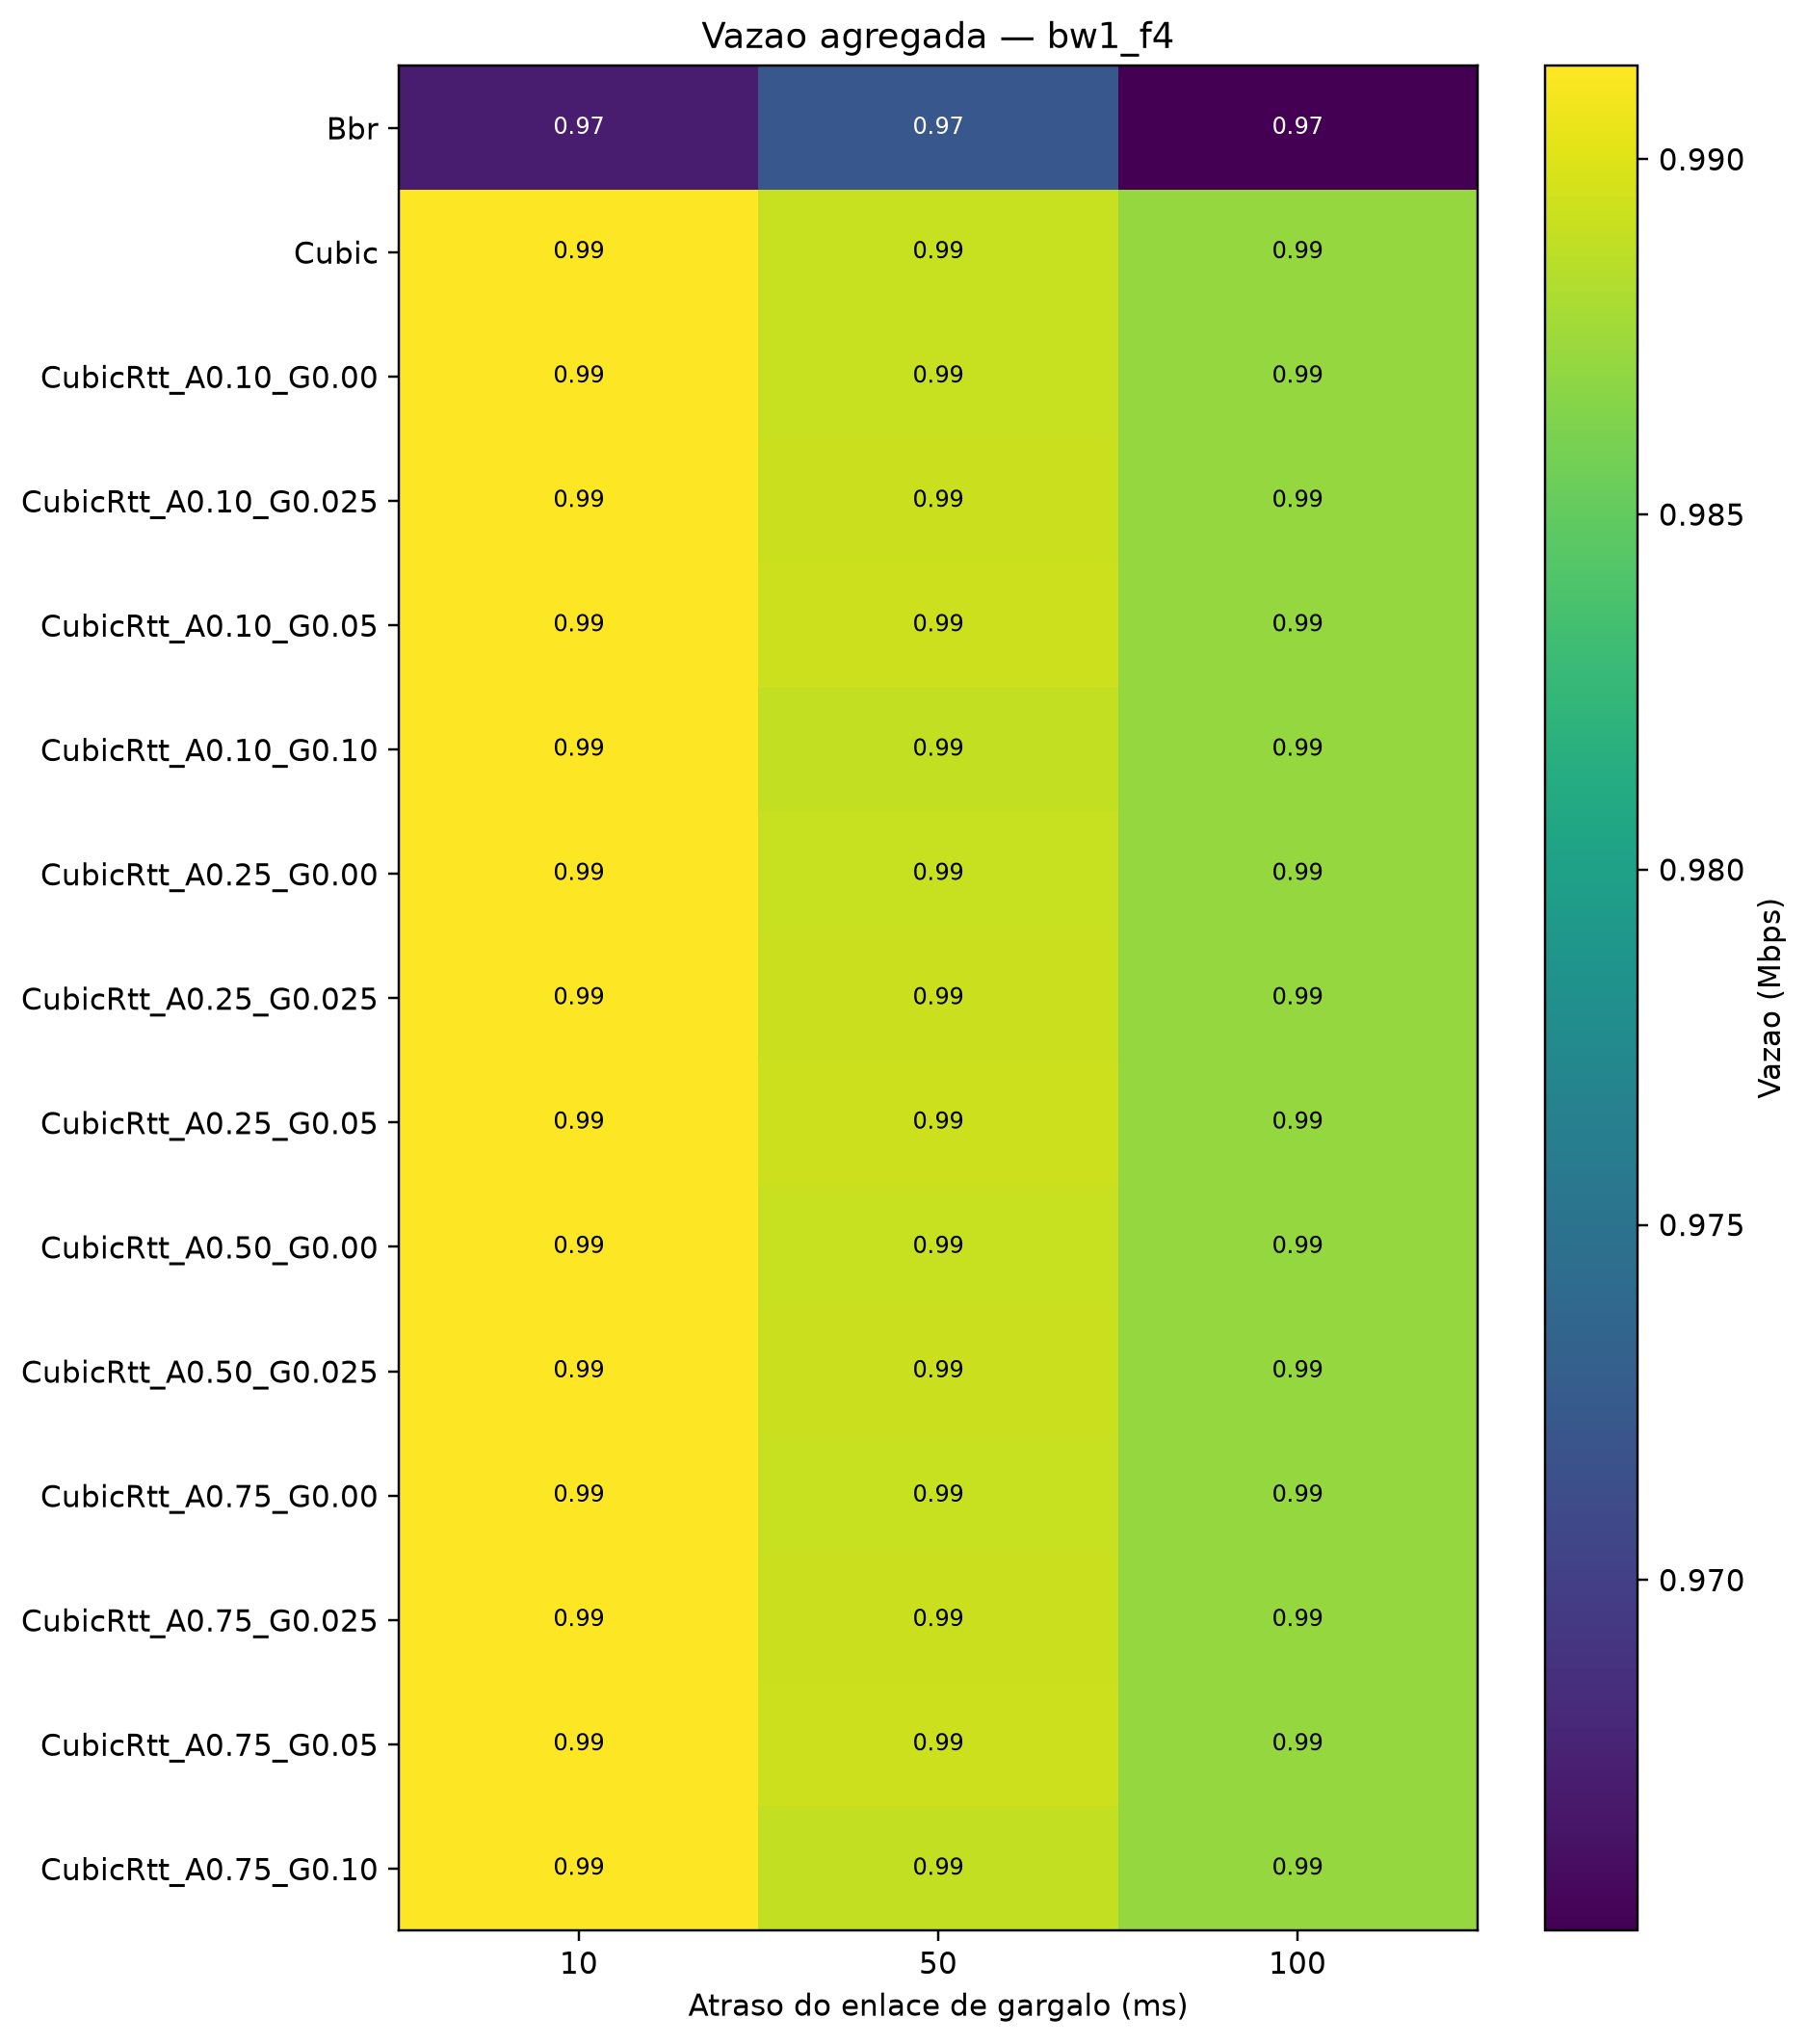 Vazao agregada — bw1_f4
Bbr 0.97 0.97 0.97
Cubic 0.99 0.99 0.99
CubicRtt_A0.10_G0.00 0.99 0.99 0.99
CubicRtt_A0.10_G0.025 0.99 0.99 0.99
CubicRtt_A0.10_G0.05 0.99 0.99 0.99
CubicRtt_A0.10_G0.10 0.99 0.99 0.99
CubicRtt_A0.25_G0.00 0.99 0.99 0.99
CubicRtt_A0.25_G0.025 0.99 0.99 0.99
CubicRtt_A0.25_G0.05 0.99 0.99 0.99
CubicRtt_A0.50_G0.00 0.99 0.99 0.99
CubicRtt_A0.50_G0.025 0.99 0.99 0.99
CubicRtt_A0.75_G0.00 0.99 0.99 0.99
CubicRtt_A0.75_G0.025 0.99 0.99 0.99
CubicRtt_A0.75_G0.05 0.99 0.99 0.99
CubicRtt_A0.75_G0.10 0.99 0.99 0.99
10 50 100
Atraso do enlace de gargalo (ms)
0.990
0.985
0.980
0.975
0.970
Vazao (Mbps)